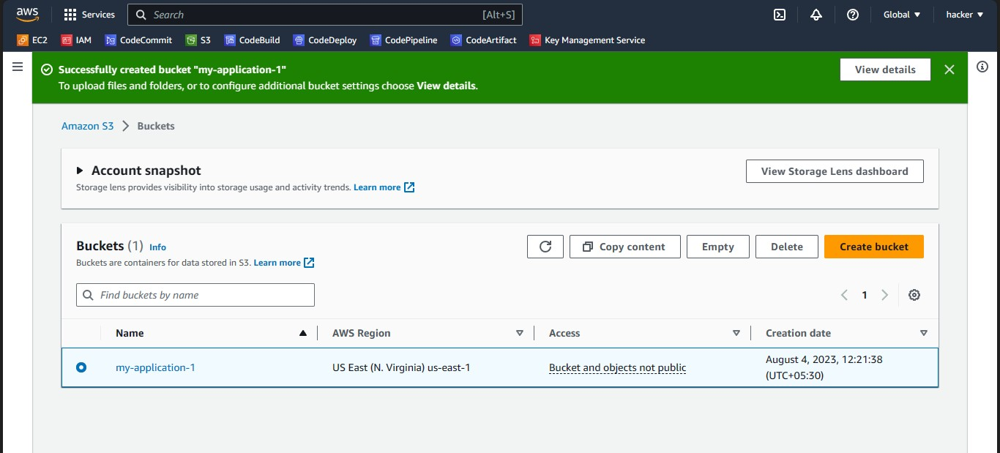 aws Services Search [Alt+S] Global hacker
EC2 IAM CodeCommit S3 CodeBuild CodeDeploy CodePipeline CodeArtifact Key Management Service
Successfully created bucket "my-application-1" View details
To upload files and folders, or to configure additional bucket settings choose View details.
Amazon S3 Buckets
Account snapshot View Storage Lens dashboard
Storage lens provides visibility into storage usage and activity trends. Learn more
Buckets (1) Info Copy content Empty Delete Create bucket
Buckets are containers for data stored in S3. Learn more
Find buckets by name 1
Name AWS Region Access Creation date
my-application-1 US East (N. Virginia) us-east-1 Bucket and objects not public August 4, 2023, 12:21:38
(UTC+05:30)